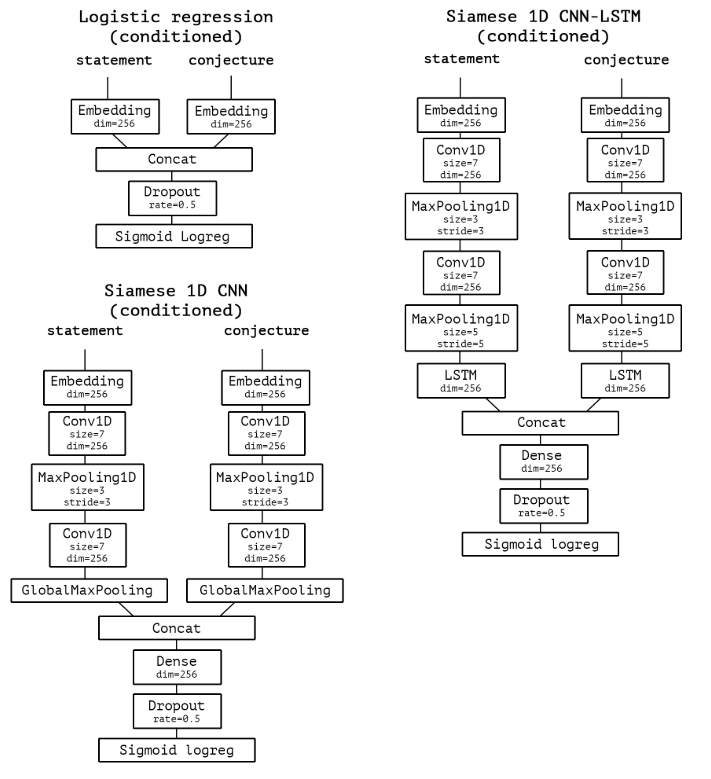 Logistic regression
(conditioned)
statement conjecture
Embedding
dim=256
Embedding
dim=256
Concat
Dropout
rate=0.5
Sigmoid Logreg
Siamese 1D CNN
(conditioned)
statement conjecture
Embedding
dim=256
Embedding
dim=256
Conv1D
size=7
dim=256
Conv1D
size=7
dim=256
MaxPooling1D
size=3
stride=3
MaxPooling1D
size=3
stride=3
Conv1D
size=7
dim=256
Conv1D
size=7
dim=256
GlobalMaxPooling
GlobalMaxPooling
Concat
Dense
dim=256
Dropout
rate=0.5
Sigmoid logreg
Siamese 1D CNN-LSTM
(conditioned)
statement conjecture
Embedding
dim=256
Embedding
dim=256
Conv1D
size=7
dim=256
Conv1D
size=7
dim=256
MaxPooling1D
size=3
stride=3
MaxPooling1D
size=3
stride=3
Conv1D
size=7
dim=256
Conv1D
size=7
dim=256
MaxPooling1D
size=5
stride=5
MaxPooling1D
size=5
stride=5
LSTM
dim=256
LSTM
dim=256
Concat
Dense
dim=256
Dropout
rate=0.5
Sigmoid logreg